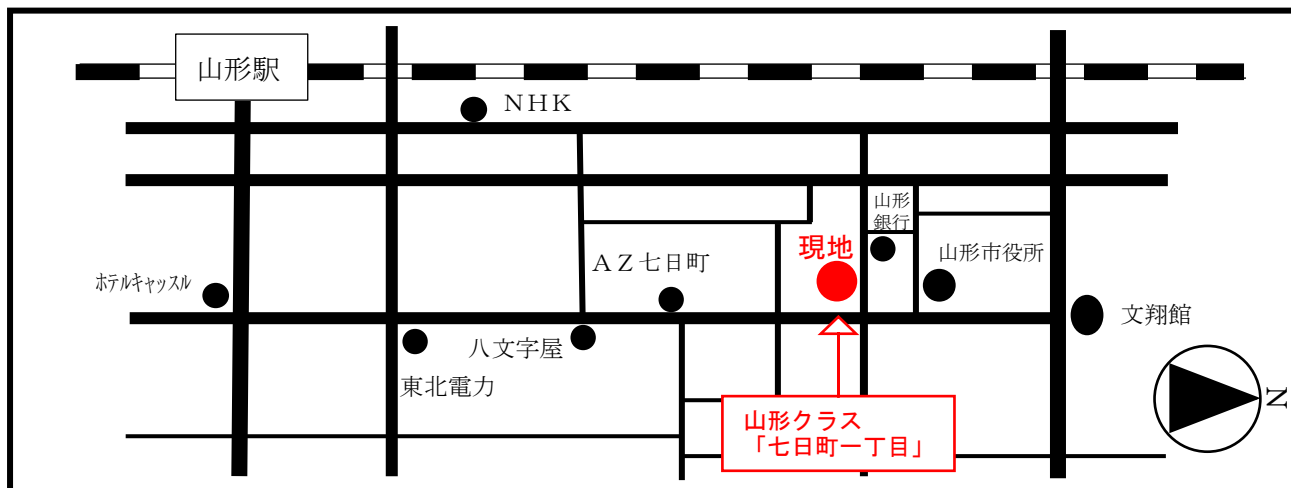 山形駅
ＮＨＫ
山形
銀行
現地
山形市役所
ＡＺ七日町
ﾎﾃﾙｷｬｯｽﾙ
文翔館
八文字屋
東北電力
N
山形クラス
「七日町一丁目」